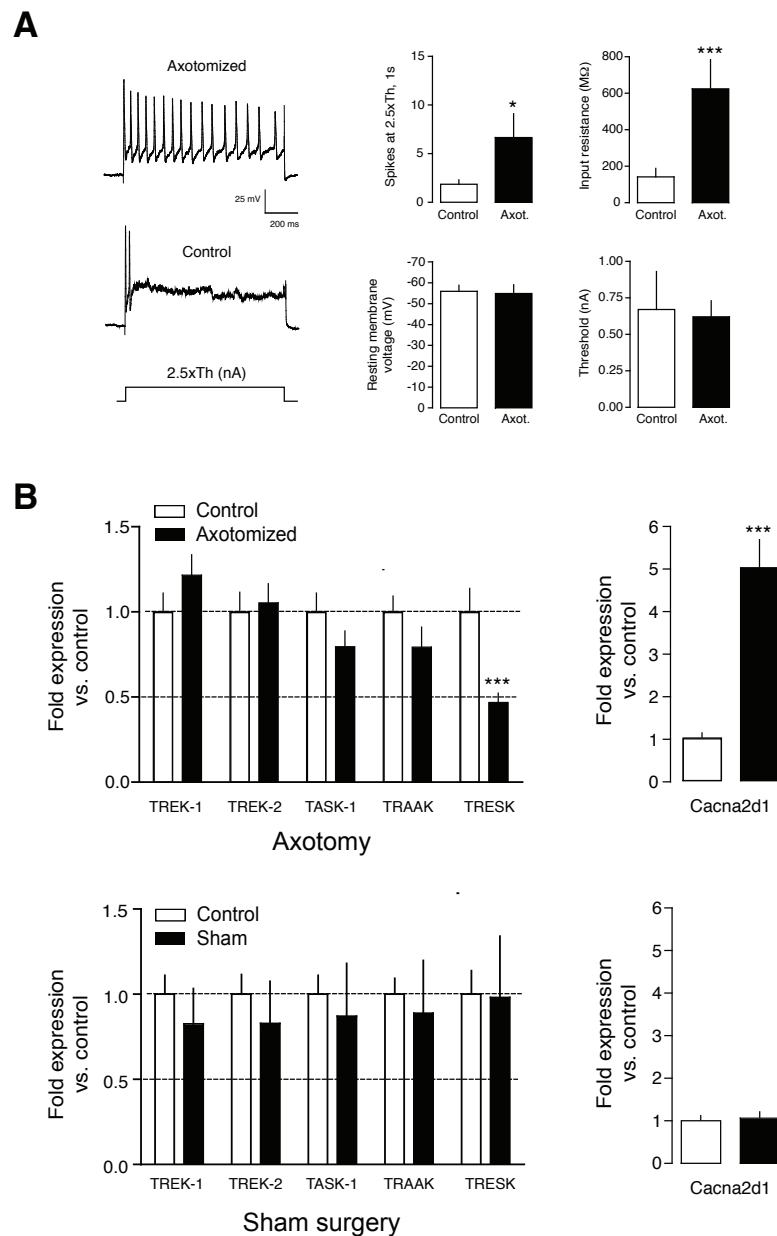 A
Axotomized
25 mV
200 ms
Control
2.5xTh (nA)
Spikes at 2.5xTh, 1s
15
10
5
0
*
Control
Axot.
Input resistance (MΩ)
800
600
400
200
0
***
Control
Axot.
Resting membrane
voltage (mV)
-70
-60
-50
-40
-30
-20
-10
0
Control
Axot.
Threshold (nA)
1.00
0.75
0.50
0.25
0.00
Control
Axot.
B
Control
Axotomized
Fold expression
vs. control
1.5
1.0
0.5
0.0
***
TREK-1
TREK-2
TASK-1
TRAAK
TRESK
Axotomy
Fold expression
vs. control
6
5
4
3
2
1
0
***
Cacna2d1
Control
Sham
Fold expression
vs. control
1.5
1.0
0.5
0.0
TREK-1
TREK-2
TASK-1
TRAAK
TRESK
Sham surgery
Fold expression
vs. control
6
5
4
3
2
1
0
Cacna2d1